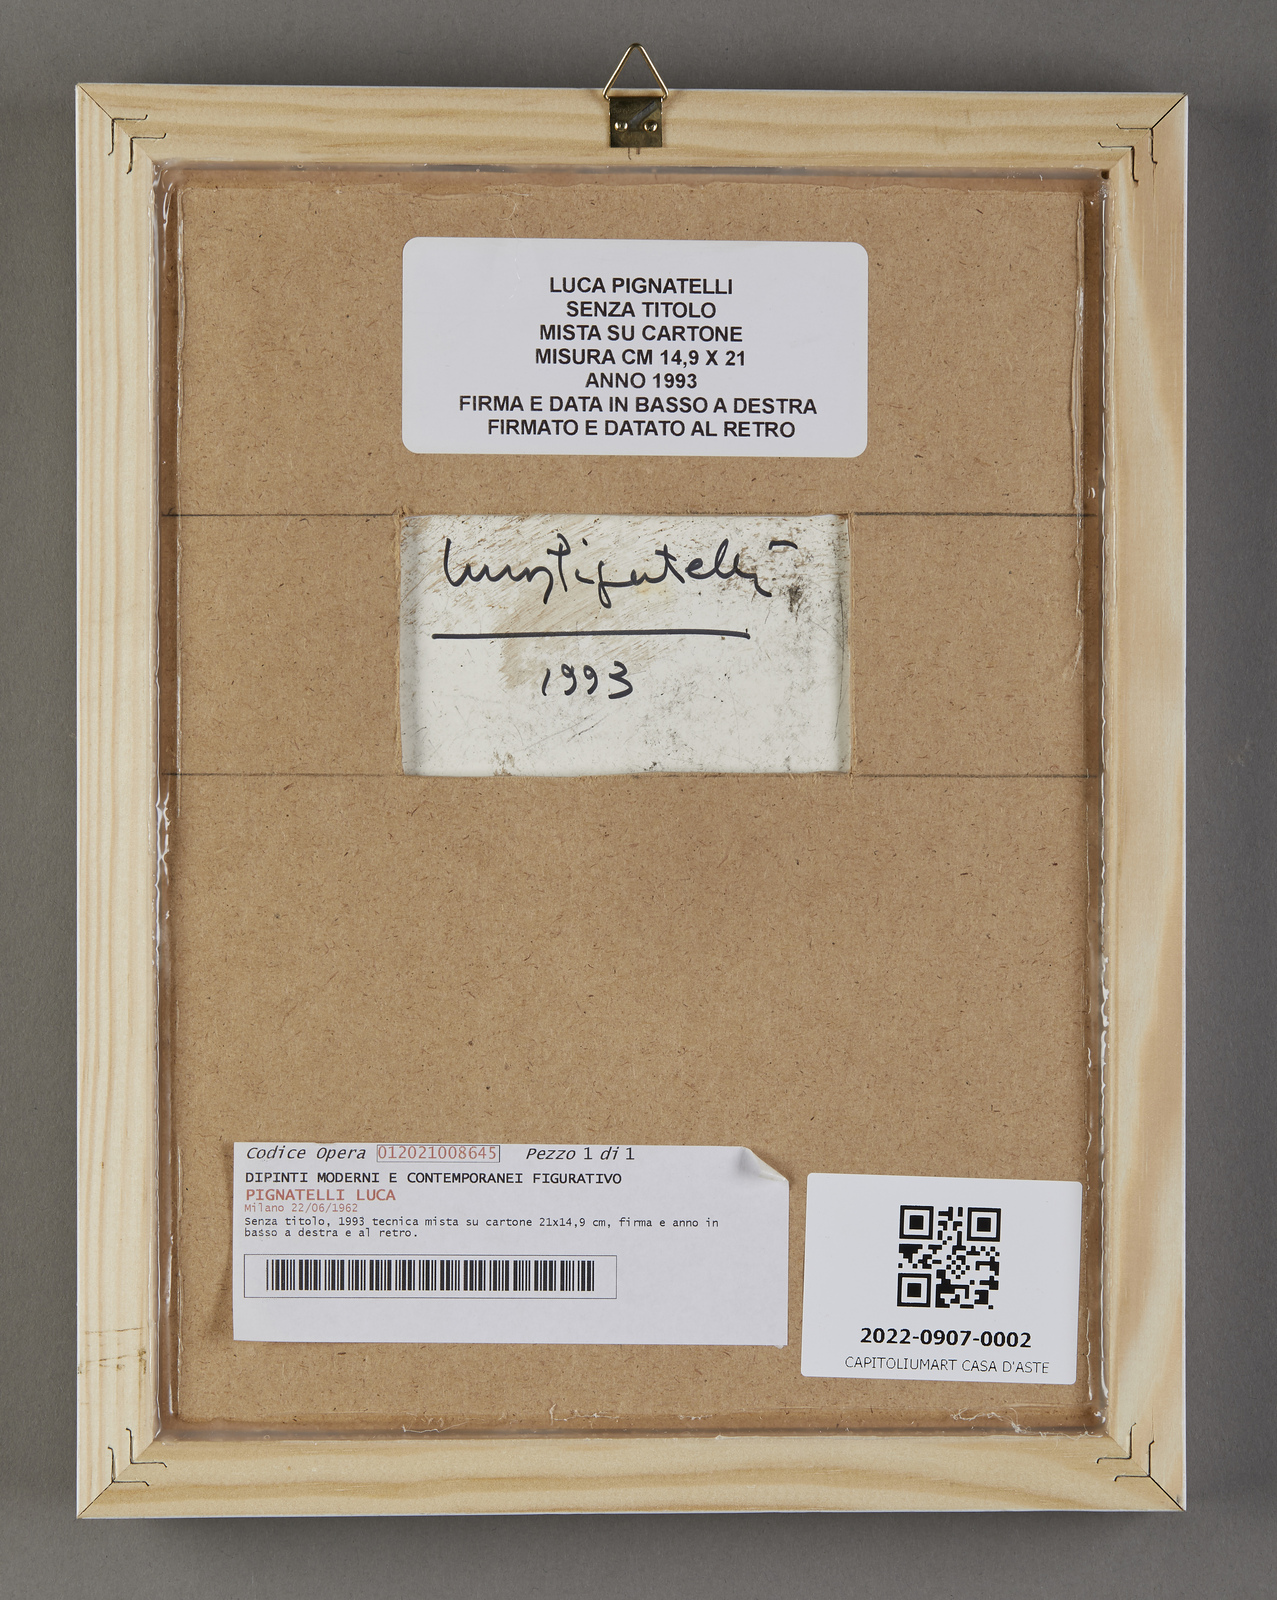 LUCA PIGNATELLI
SENZA TITOLO
MISTA SU CARTONE
MISURA CM 14,9 X 21
ANNO 1993
FIRMA E DATA IN BASSO A DESTRA
FIRMATO E DATATO AL RETRO
Luca Pignatelli
1993
Codice Opera 012021008645 Pezzo 1 di 1
DIPINTI MODERNI E CONTEMPORANEI FIGURATIVO
PIGNATELLI LUCA
Milano 22/06/1962
Senza titolo, 1993 tecnica mista su cartone 21x14,9 cm, firma e anno in
basso a destra e al retro.
2022-0907-0002
CAPITOLIUMART CASA D'ASTE